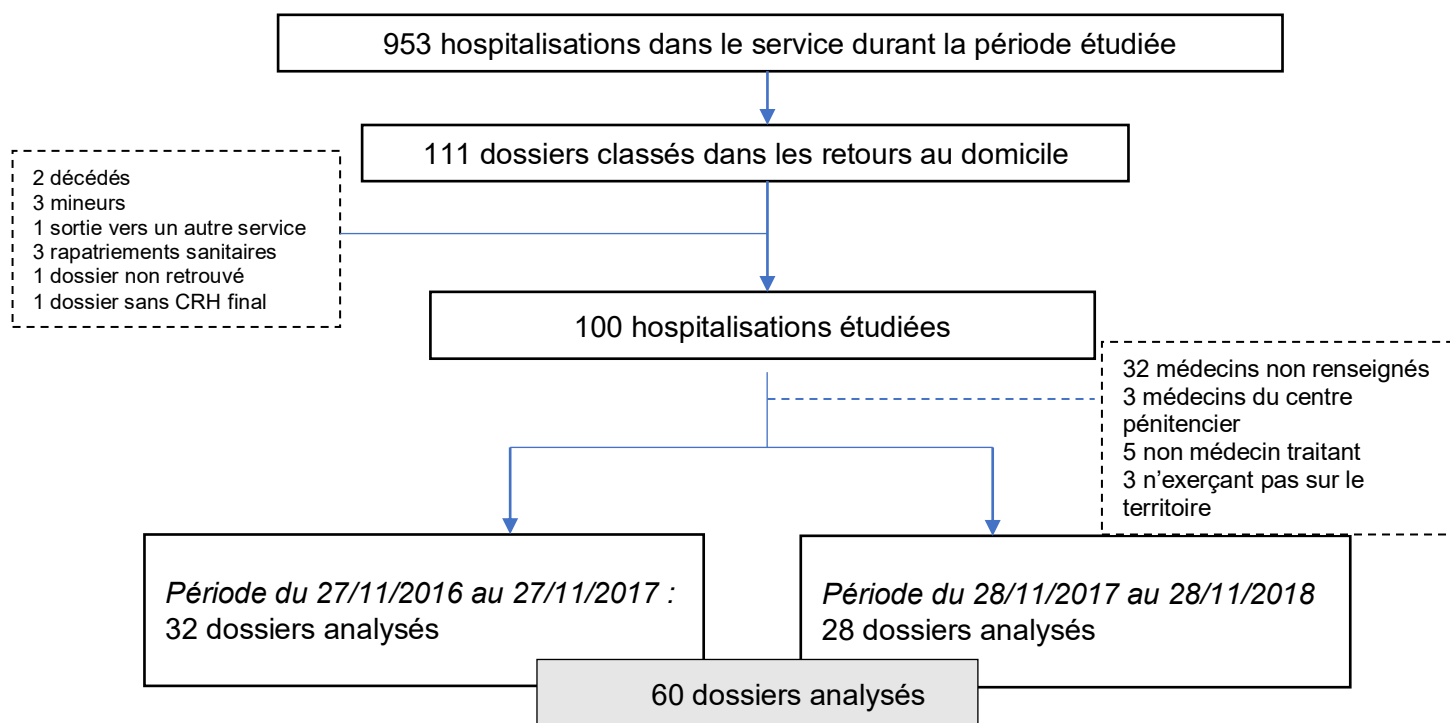 953 hospitalisations dans le service durant la période étudiée
111 dossiers classés dans les retours au domicile
2 décédés
3 mineurs
1 sortie vers un autre service
3 rapatriements sanitaires
1 dossier non retrouvé
1 dossier sans CRH final
100 hospitalisations étudiées
32 médecins non renseignés
3 médecins du centre
pénitencier
5 non médecin traitant
3 n’exerçant pas sur le
territoire
Période du 27/11/2016 au 27/11/2017 :
32 dossiers analysés
Période du 28/11/2017 au 28/11/2018
28 dossiers analysés
60 dossiers analysés